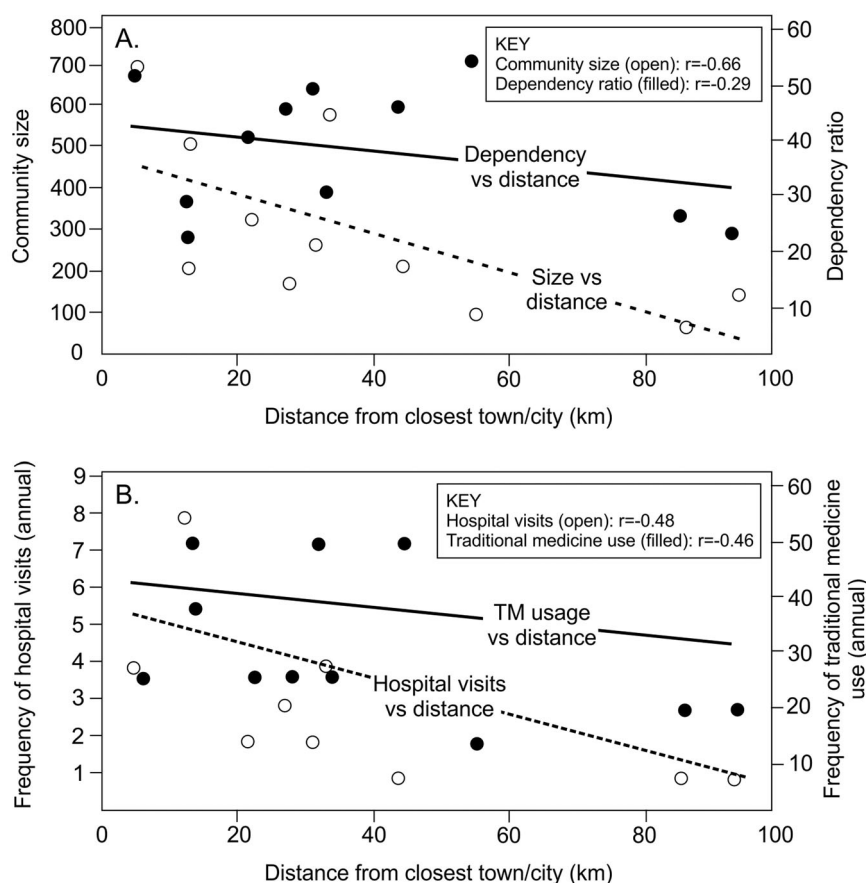 A.
KEY
Community size (open): r=-0.66
Dependency ratio (filled): r=-0.29
800
700
600
500
400
300
200
100
0
Community size
60
50
40
30
20
10
Dependency ratio
Dependency
vs distance
Size vs
distance
0 20 40 60 80 100
Distance from closest town/city (km)
B.
KEY
Hospital visits (open): r=-0.48
Traditional medicine use (filled): r=-0.46
9
8
7
6
5
4
3
2
1
Frequency of hospital visits (annual)
60
50
40
30
20
10
Frequency of traditional medicine
use (annual)
TM usage
vs distance
Hospital visits
vs distance
0 20 40 60 80 100
Distance from closest town/city (km)